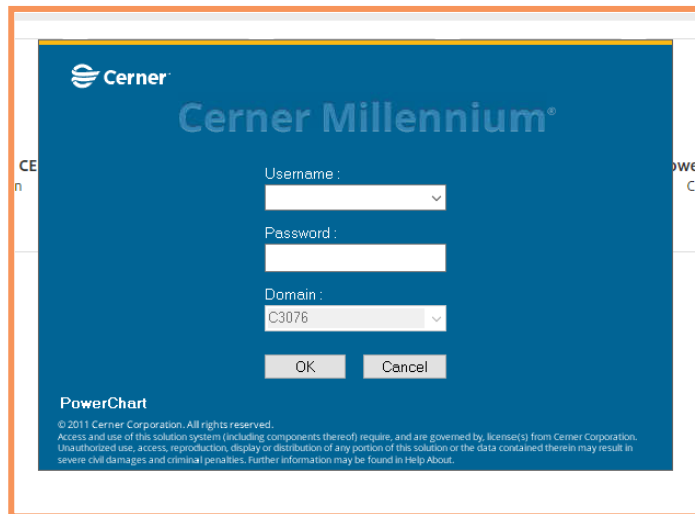 Cerner
Cerner Millennium®
CE
n
owe
C
Username :
Password :
Domain :
C3076
OK Cancel
PowerChart
© 2011 Cerner Corporation. All rights reserved.
Access and use of this solution system (including components thereof) require, and are governed by, license(s) from Cerner Corporation.
Unauthorized use, access, reproduction, display or distribution of any portion of this solution or the data contained therein may result in
severe civil damages and criminal penalties. Further information may be found in Help About.